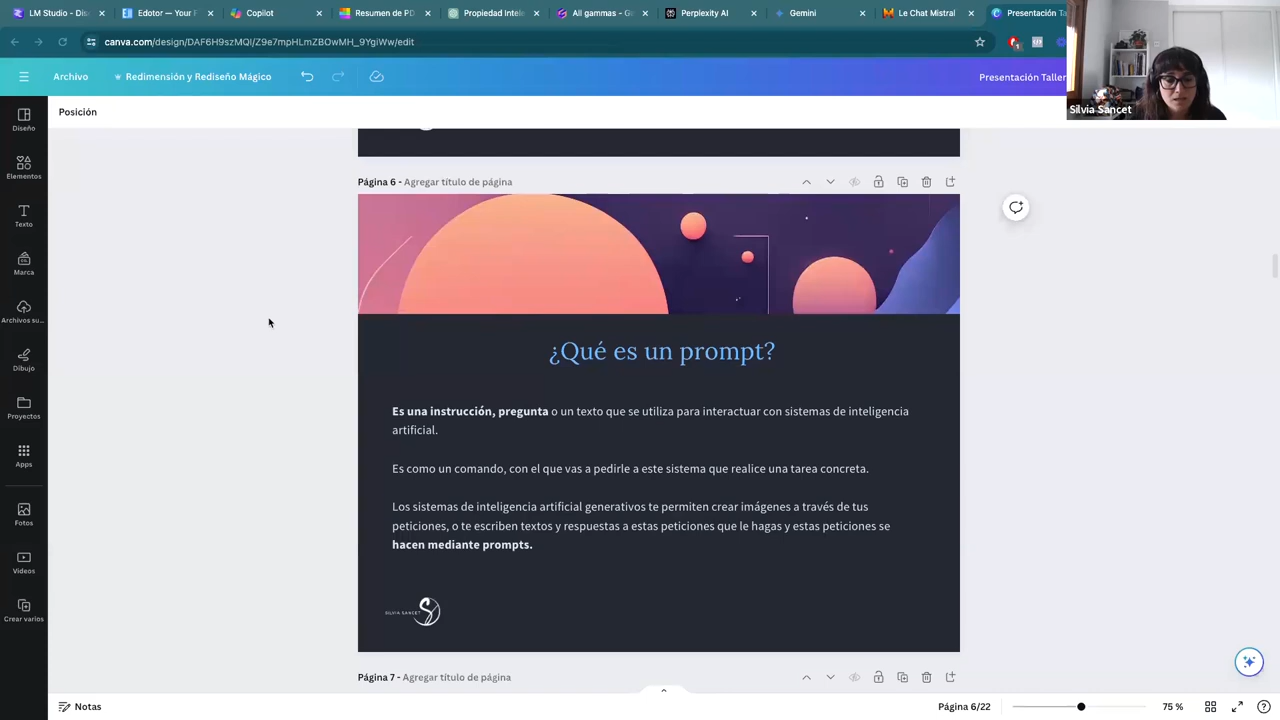 LM Studio - Dis
Edotor — Your F
Copilot
Resumen de PD
Propiedad Intele
All gammas - Ga
Perplexity AI
Gemini
Le Chat Mistral
Presentación Ta
canva.com/design/DAF6H9szMQI/Z9e7mpHLmZBOwMH_9YgiWw/edit
Archivo
Redimensión y Rediseño Mágico
Presentación Taller
Silvia Sancet
Posición
Diseño
Elementos
Texto
Marca
Archivos su...
Dibujo
Proyectos
Apps
Fotos
Videos
Crear varios
Página 6 - Agregar título de página
¿Qué es un prompt?
Es una instrucción, pregunta o un texto que se utiliza para interactuar con sistemas de inteligencia
artificial.
Es como un comando, con el que vas a pedirle a este sistema que realice una tarea concreta.
Los sistemas de inteligencia artificial generativos te permiten crear imágenes a través de tus
peticiones, o te escriben textos y respuestas a estas peticiones que le hagas y estas peticiones se
hacen mediante prompts.
SILVIA SANCET
Página 7 - Agregar título de página
Notas
Página 6/22
75 %